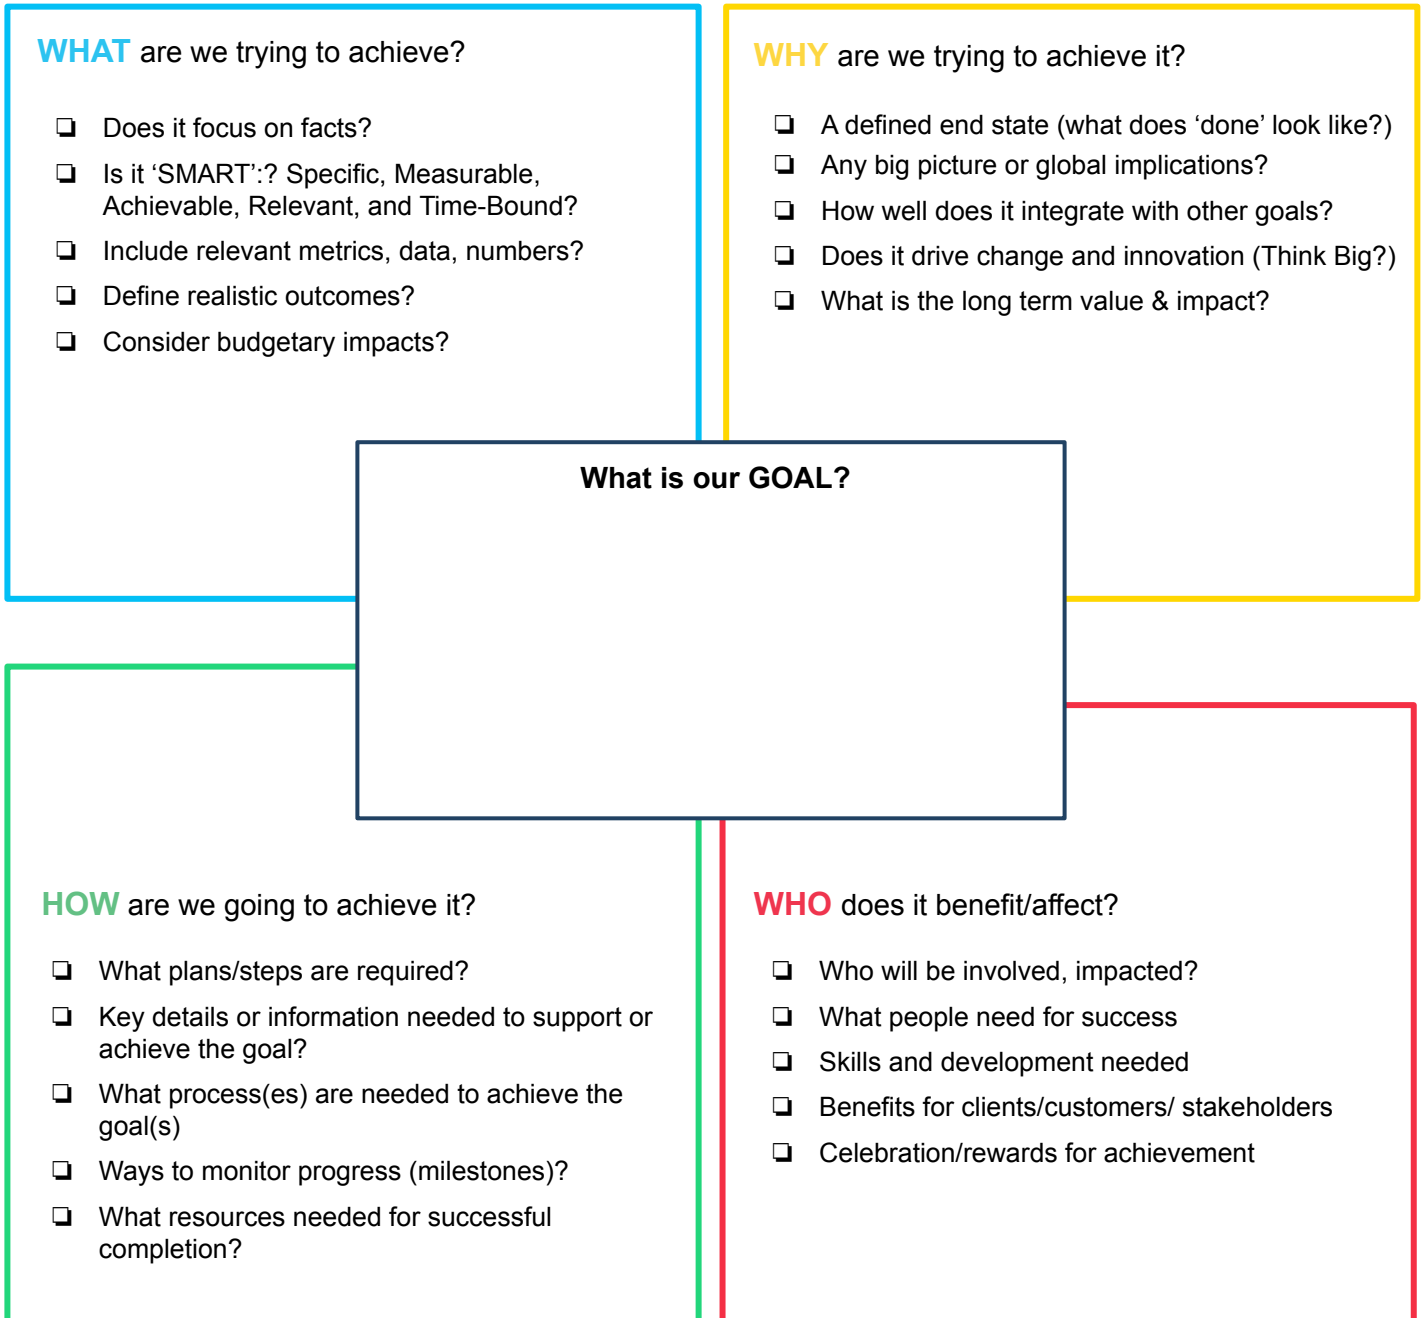 WHAT are we trying to achieve?
❏ Does it focus on facts?
❏ Is it ‘SMART’:? Specific, Measurable,
Achievable, Relevant, and Time-Bound?
❏ Include relevant metrics, data, numbers?
❏ Define realistic outcomes?
❏ Consider budgetary impacts?
WHY are we trying to achieve it?
❏ A defined end state (what does ‘done’ look like?)
❏ Any big picture or global implications?
❏ How well does it integrate with other goals?
❏ Does it drive change and innovation (Think Big?)
❏ What is the long term value & impact?
What is our GOAL?
HOW are we going to achieve it?
❏ What plans/steps are required?
❏ Key details or information needed to support or
achieve the goal?
❏ What process(es) are needed to achieve the
goal(s)
❏ Ways to monitor progress (milestones)?
❏ What resources needed for successful
completion?
WHO does it benefit/affect?
❏ Who will be involved, impacted?
❏ What people need for success
❏ Skills and development needed
❏ Benefits for clients/customers/ stakeholders
❏ Celebration/rewards for achievement